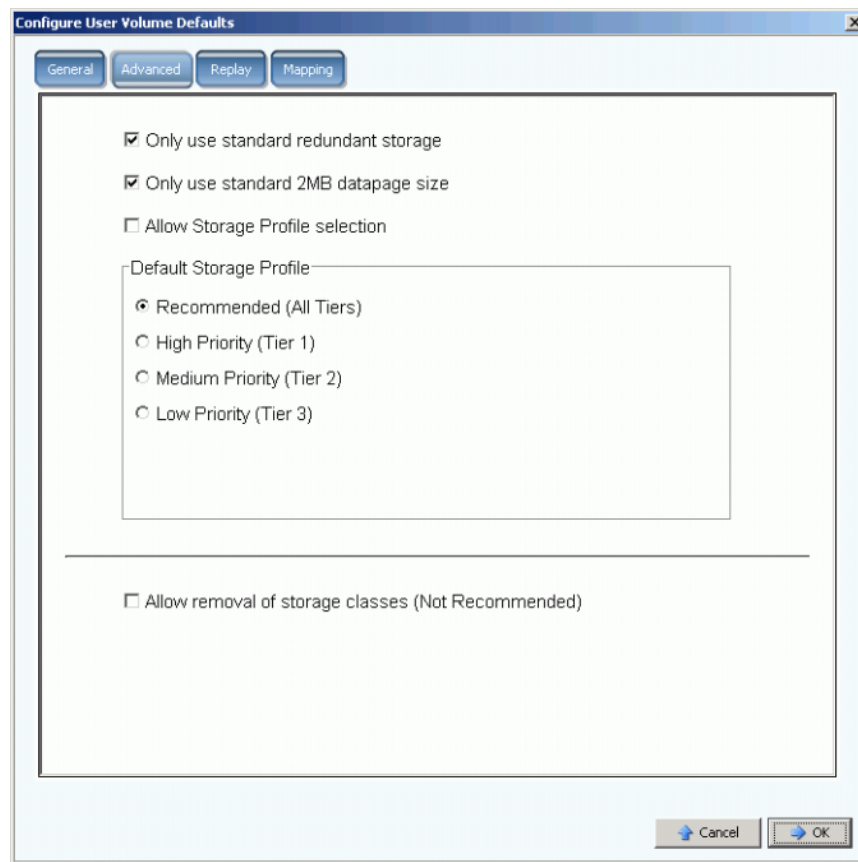 Configure User Volume Defaults
General Advanced Replay Mapping
Only use standard redundant storage
Only use standard 2MB datapage size
Allow Storage Profile selection
Default Storage Profile
Recommended (All Tiers)
High Priority (Tier 1)
Medium Priority (Tier 2)
Low Priority (Tier 3)
Allow removal of storage classes (Not Recommended)
Cancel OK